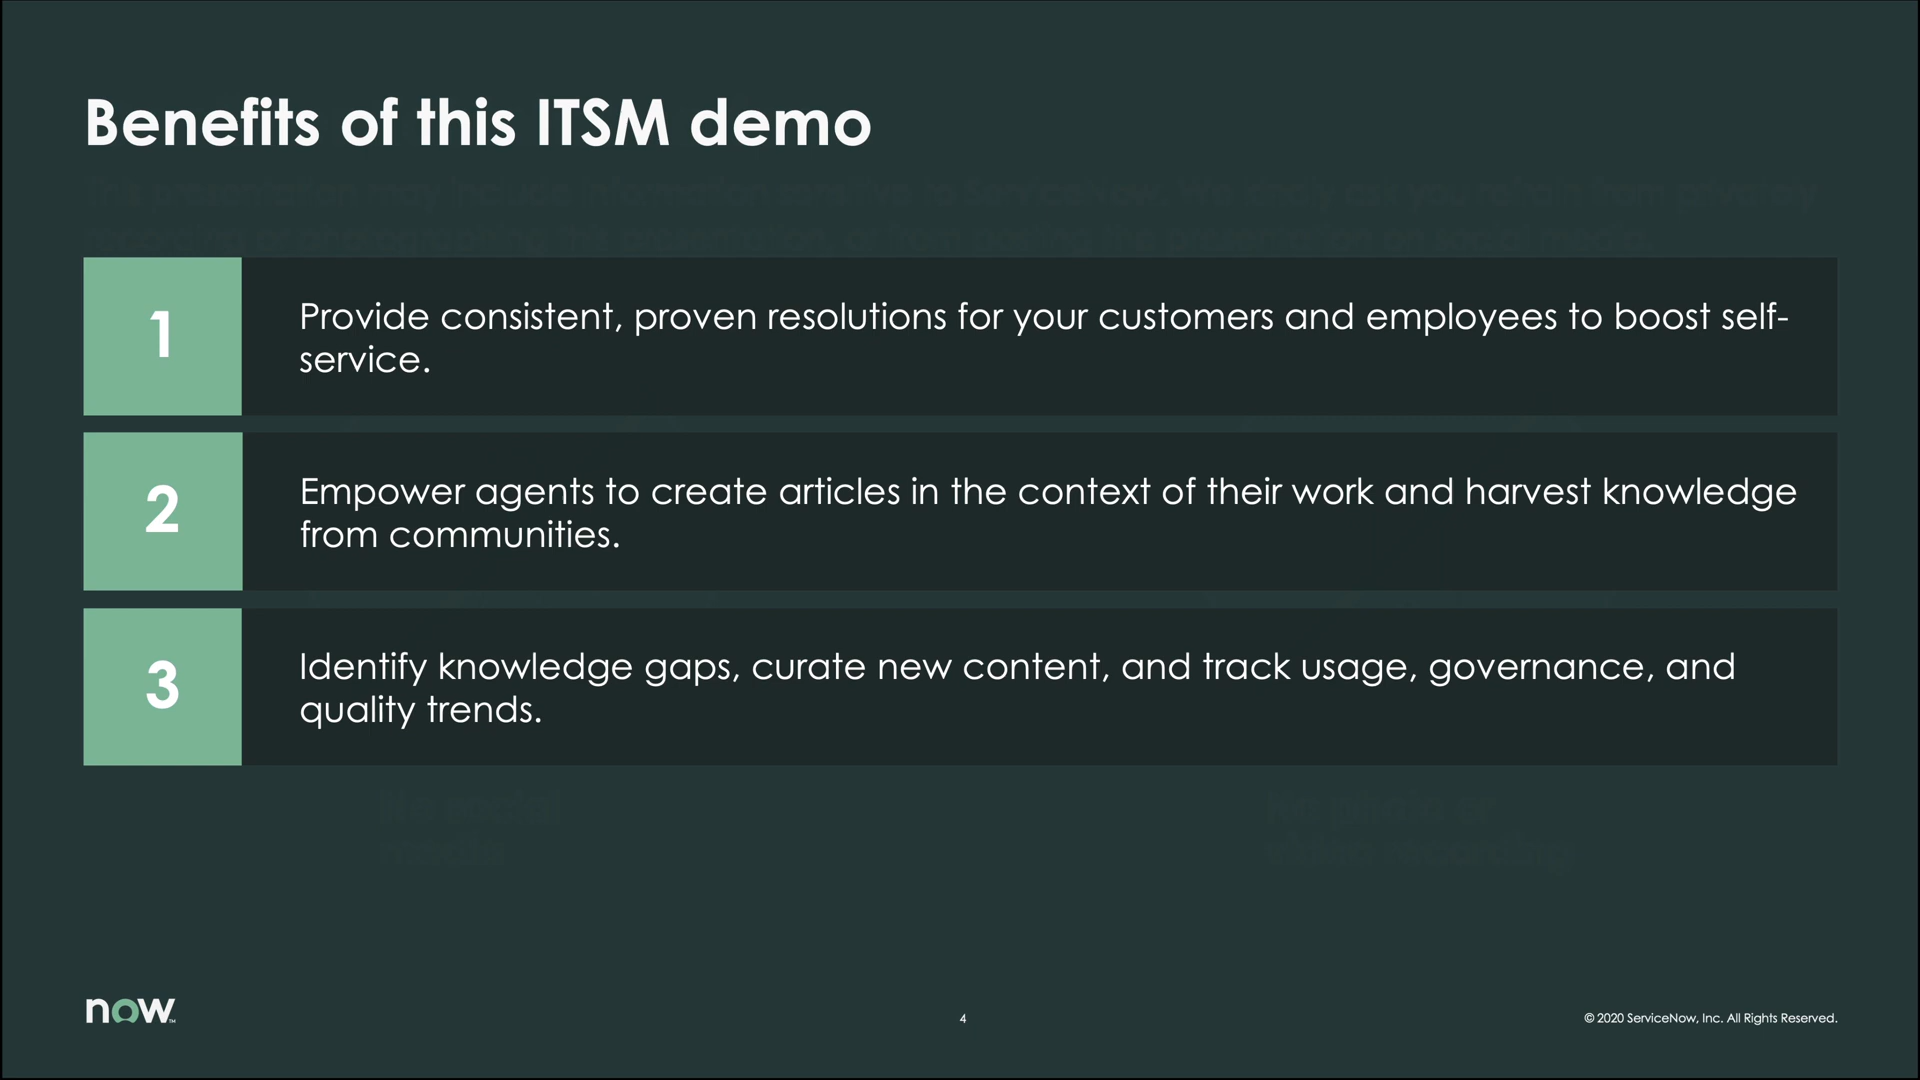 Benefits of this ITSM demo
1
Provide consistent, proven resolutions for your customers and employees to boost self-
service.
2
Empower agents to create articles in the context of their work and harvest knowledge
from communities.
3
Identify knowledge gaps, curate new content, and track usage, governance, and
quality trends.
now™
4
© 2020 ServiceNow, Inc. All Rights Reserved.